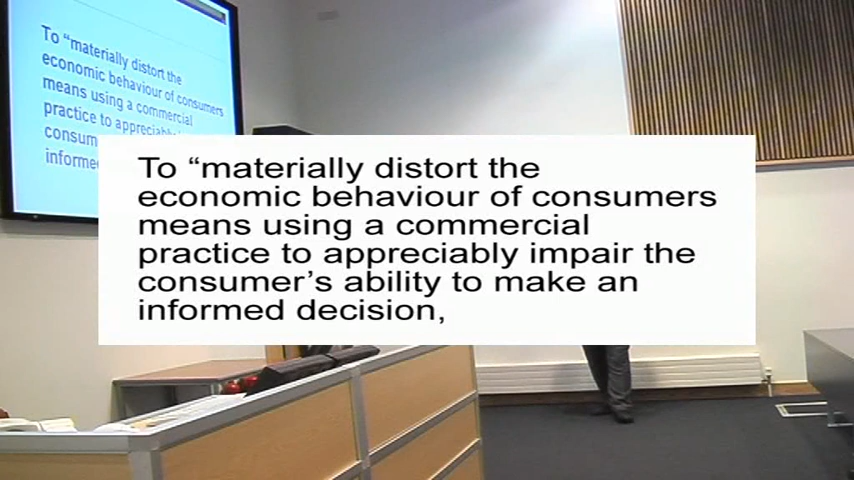 To “materially distort the
economic behaviour of consumers
means using a commercial
practice to appreciably
consum
informe
To “materially distort the
economic behaviour of consumers
means using a commercial
practice to appreciably impair the
consumer’s ability to make an
informed decision,